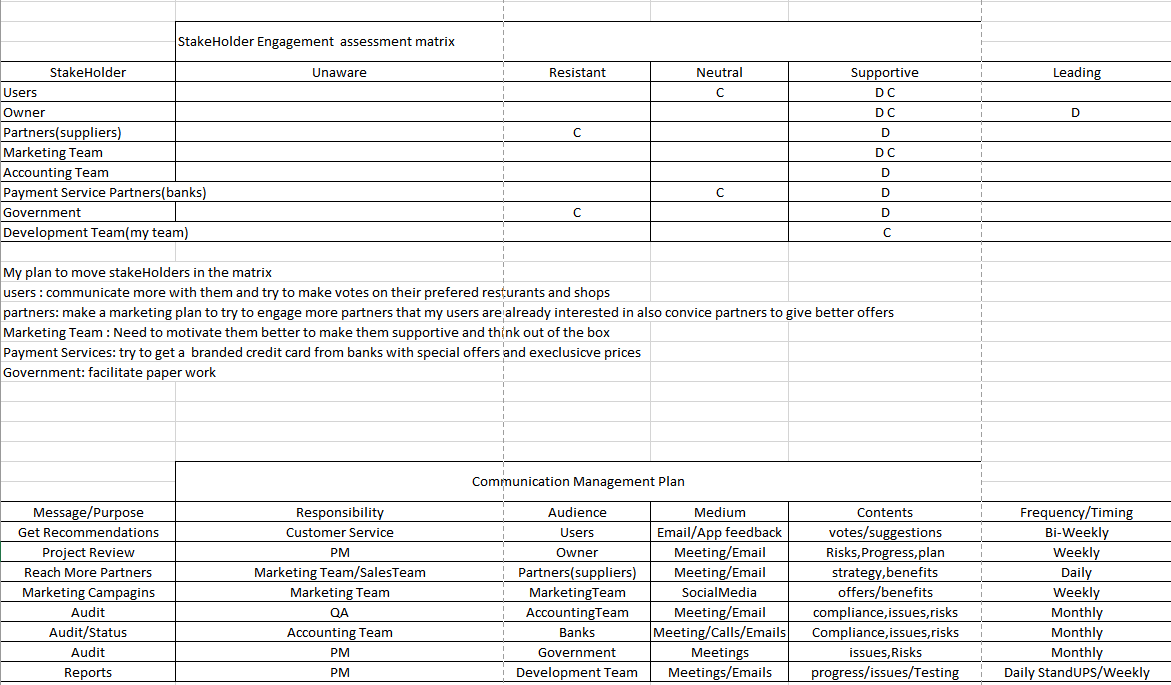 StakeHolder Engagement  assessment matrix
StakeHolder Unaware Resistant Neutral Supportive Leading
Users C D C
Owner D C D
Partners(suppliers) C D
Marketing Team D C
Accounting Team D
Payment Service Partners(banks) C D
Government C D
Development Team(my team) C
My plan to move stakeHolders in the matrix
users : communicate more with them and try to make votes on their prefered resturants and shops
partners: make a marketing plan to try to engage more partners that my users are already interested in also convice partners to give better offers
Marketing Team : Need to motivate them better to make them supportive and think out of the box
Payment Services: try to get a  branded credit card from banks with special offers and execlusicve prices
Government: facilitate paper work
Communication Management Plan
Message/Purpose Responsibility Audience Medium Contents Frequency/Timing
Get Recommendations Customer Service Users Email/App feedback votes/suggestions Bi-Weekly
Project Review PM Owner Meeting/Email Risks,Progress,plan Weekly
Reach More Partners Marketing Team/SalesTeam Partners(suppliers) Meeting/Email strategy,benefits Daily
Marketing Campagins Marketing Team MarketingTeam SocialMedia offers/benefits Weekly
Audit QA AccountingTeam Meeting/Email compliance,issues,risks Monthly
Audit/Status Accounting Team Banks Meeting/Calls/Emails Compliance,issues,risks Monthly
Audit PM Government Meetings issues,Risks Monthly
Reports PM Development Team Meetings/Emails progress/issues/Testing Daily StandUPS/Weekly